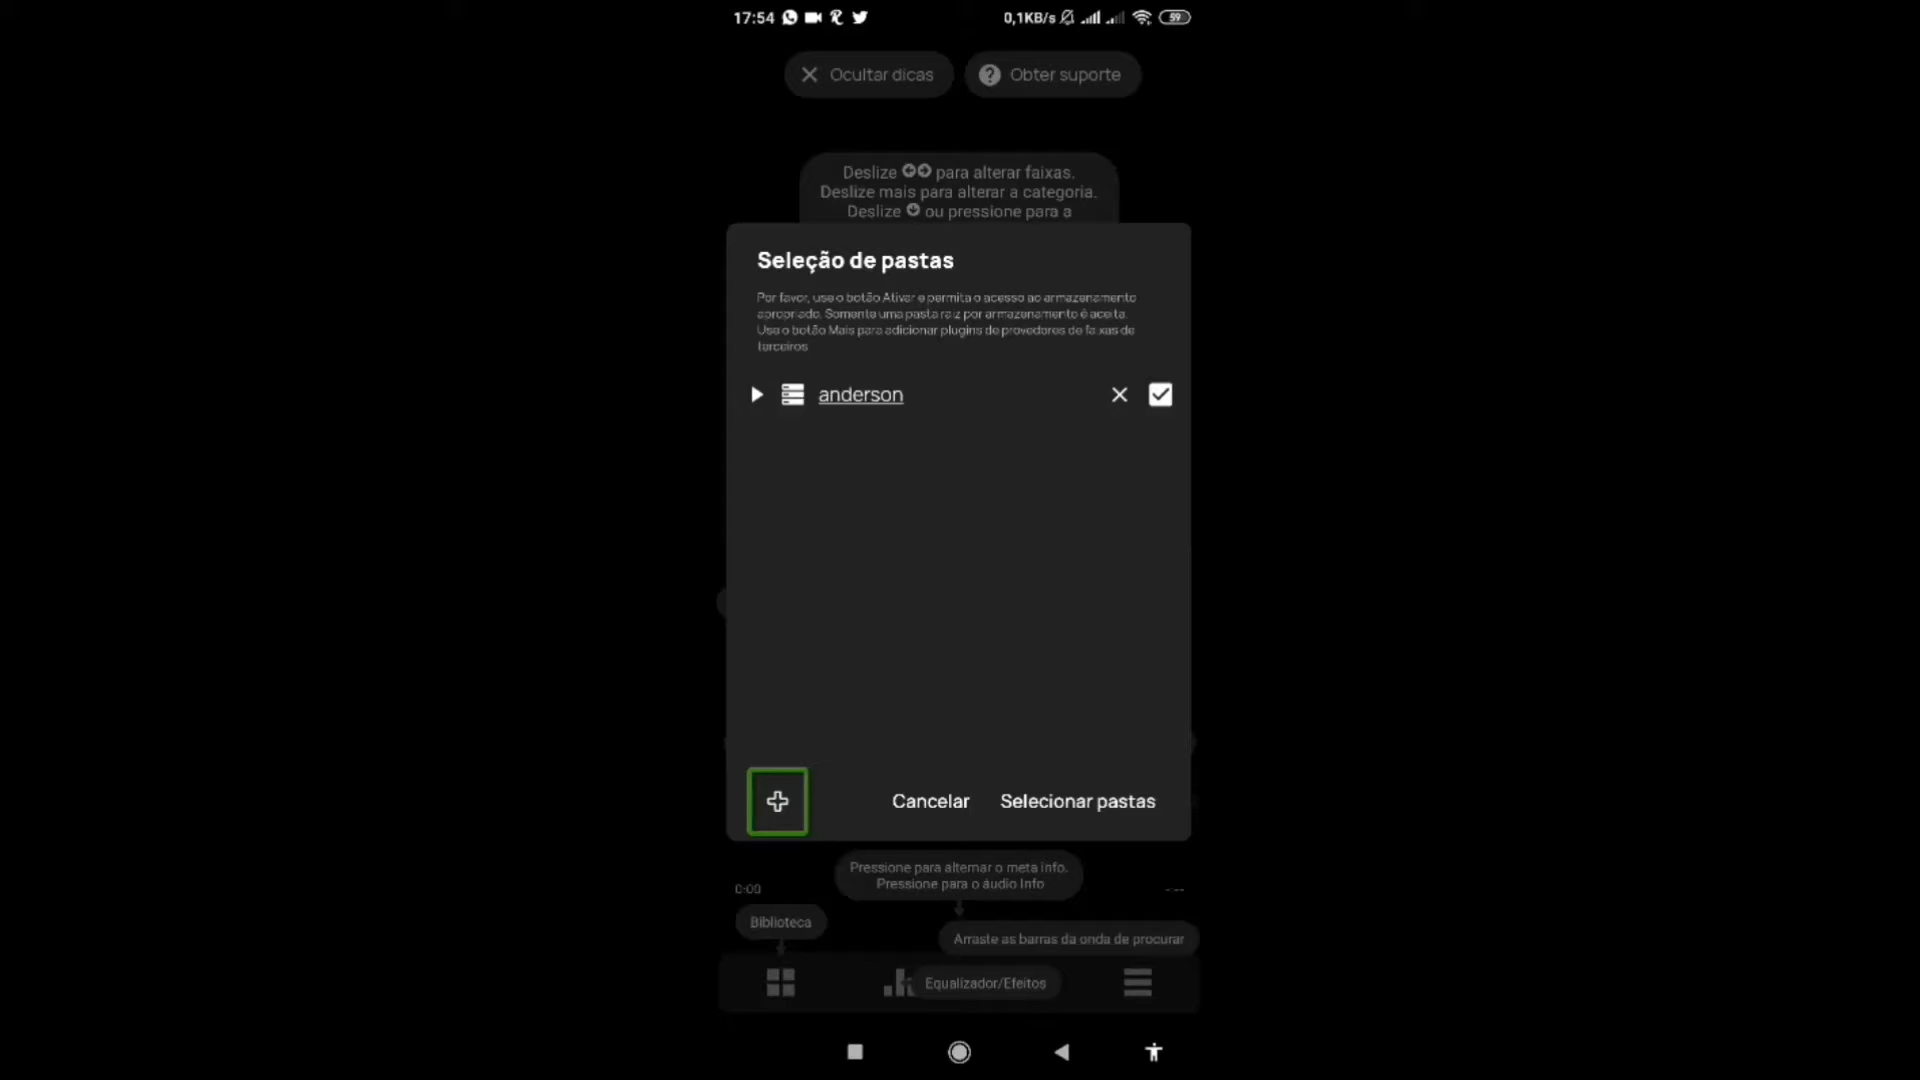 17:54 0,1KB/s 59
Ocultar dicas
Obter suporte
Deslize para alterar faixas.
Deslize mais para alterar a categoria.
Deslize ou pressione para a
Seleção de pastas
Por favor, use o botão Ativar e permita o acesso ao armazenamento
apropriado. Somente uma pasta raiz por armazenamento é aceita.
Use o botão Mais para adicionar plugins de provedores de faixas de
terceiros
anderson
Cancelar
Selecionar pastas
Pressione para alternar o meta info.
Pressione para o áudio Info
0:00
-:--
Biblioteca
Arraste as barras da onda de procurar
Equalizador/Efeitos